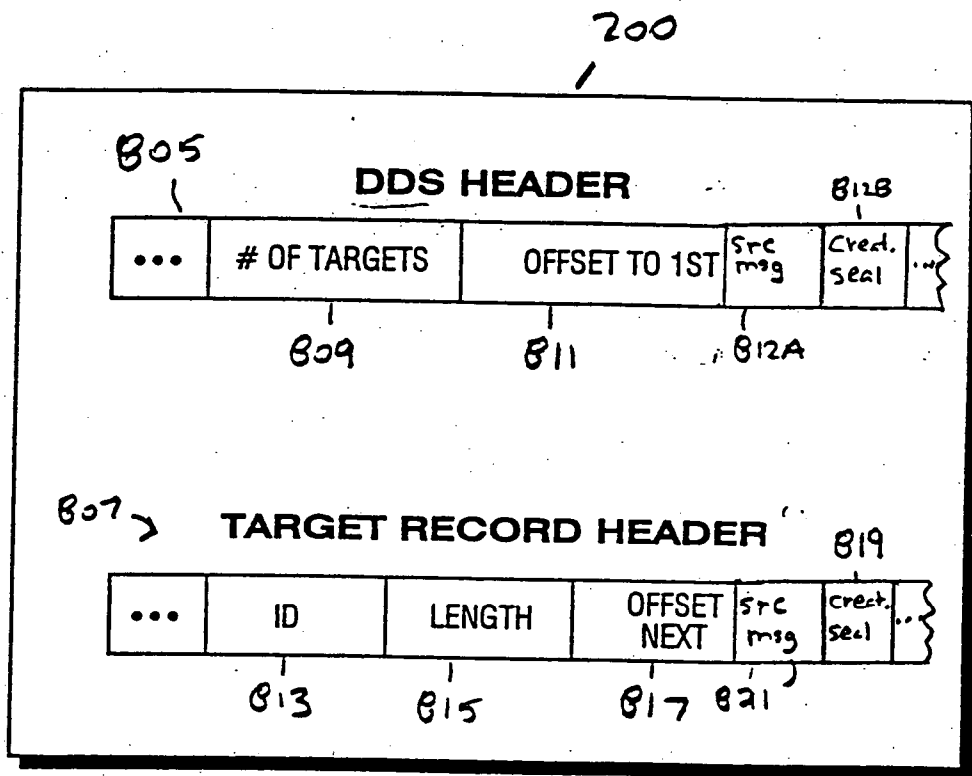 200
805
DDS HEADER
812B
... # OF TARGETS OFFSET TO 1ST src msg Cred. seal ...
809 811 812A
807
TARGET RECORD HEADER
819
... ID LENGTH OFFSET NEXT src msg cred. seal ...
813 815 817 821